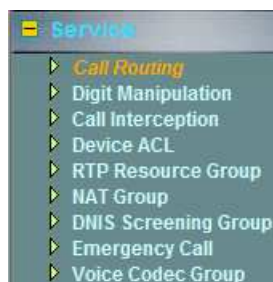 Service
Call Routing
Digit Manipulation
Call Interception
Device ACL
RTP Resource Group
NAT Group
DNIS Screening Group
Emergency Call
Voice Codec Group